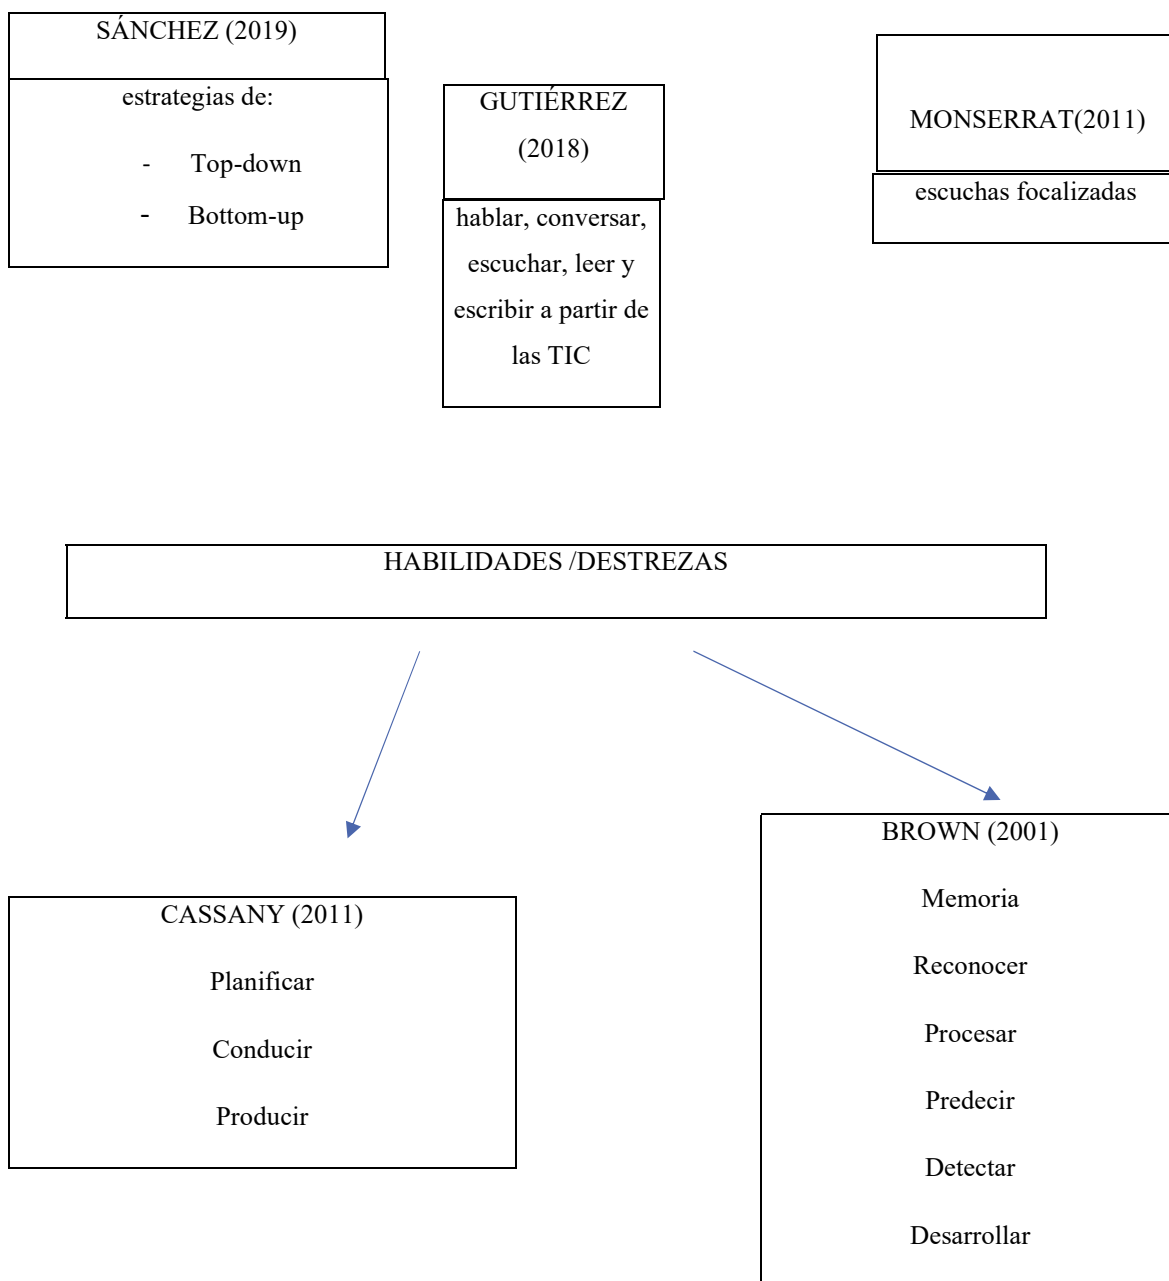 SÁNCHEZ (2019)
estrategias de:
- Top-down
- Bottom-up
GUTIÉRREZ
(2018)
hablar, conversar,
escuchar, leer y
escribir a partir de
las TIC
MONSERRAT(2011)
escuchas focalizadas
HABILIDADES /DESTREZAS
CASSANY (2011)
Planificar
Conducir
Producir
BROWN (2001)
Memoria
Reconocer
Procesar
Predecir
Detectar
Desarrollar